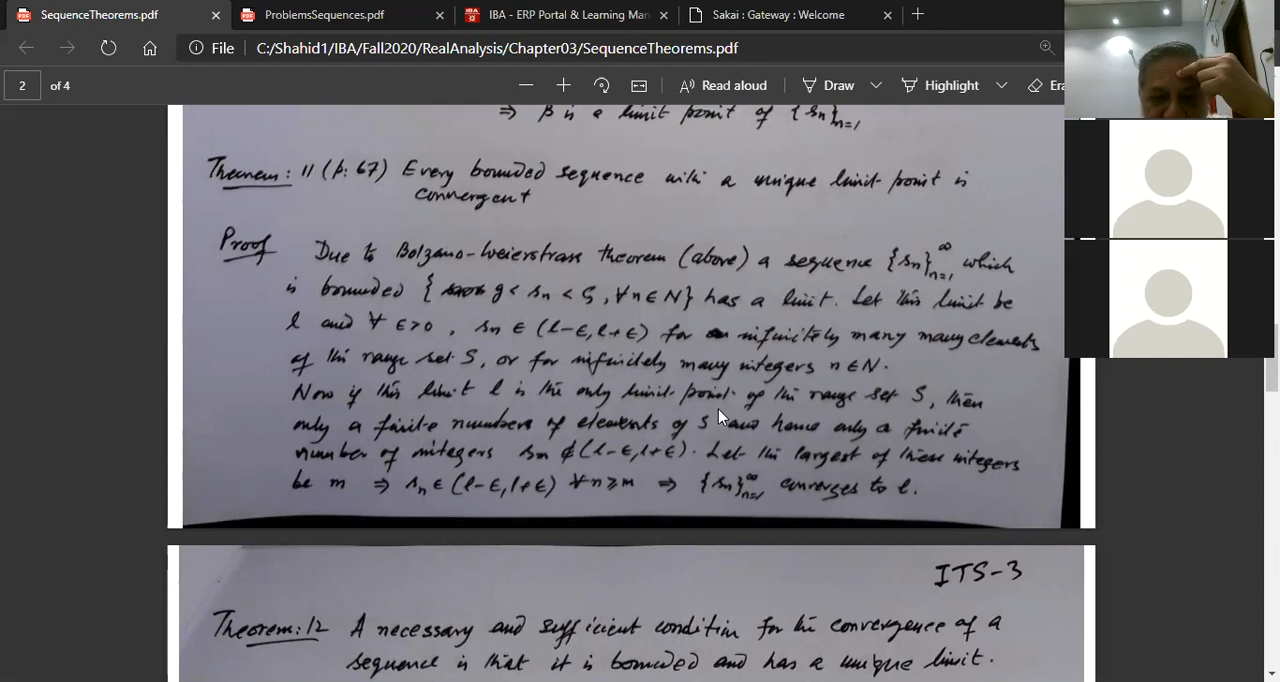 SequenceTheorems.pdf
ProblemsSequences.pdf
IBA - ERP Portal & Learning Man
Sakai : Gateway : Welcome
File
C:/Shahid1/IBA/Fall2020/RealAnalysis/Chapter03/SequenceTheorems.pdf
2 of 4
Read aloud
Draw
Highlight
Era
⇒ β is a limit point of {sn}n=1
Theorem: 11 (p: 67) Every bounded sequence with a unique limit point is
convergent
Proof Due to Bolzano-Weierstrass theorem (above) a sequence {sn}∞n=1 which
is bounded { g < sn < G, ∀n∈N} has a limit. Let this limit be
l and ∀ ε>0, sn ∈ (l-ε, l+ε) for infinitely many many elements
of the range set S, or for infinitely many integers n ∈ N.
Now if this limit l is the only limit point of the range set S, then
only a finite numbers of elements of S and hence only a finite
number of integers sn ∉ (l-ε, l+ε). Let the largest of these integers
be m ⇒ sn ∈ (l-ε, l+ε) ∀n≥m ⇒ {sn}∞n=1 converges to l.
ITS-3
Theorem: 12 A necessary and sufficient condition for the convergence of a
sequence is that it is bounded and has a unique limit.